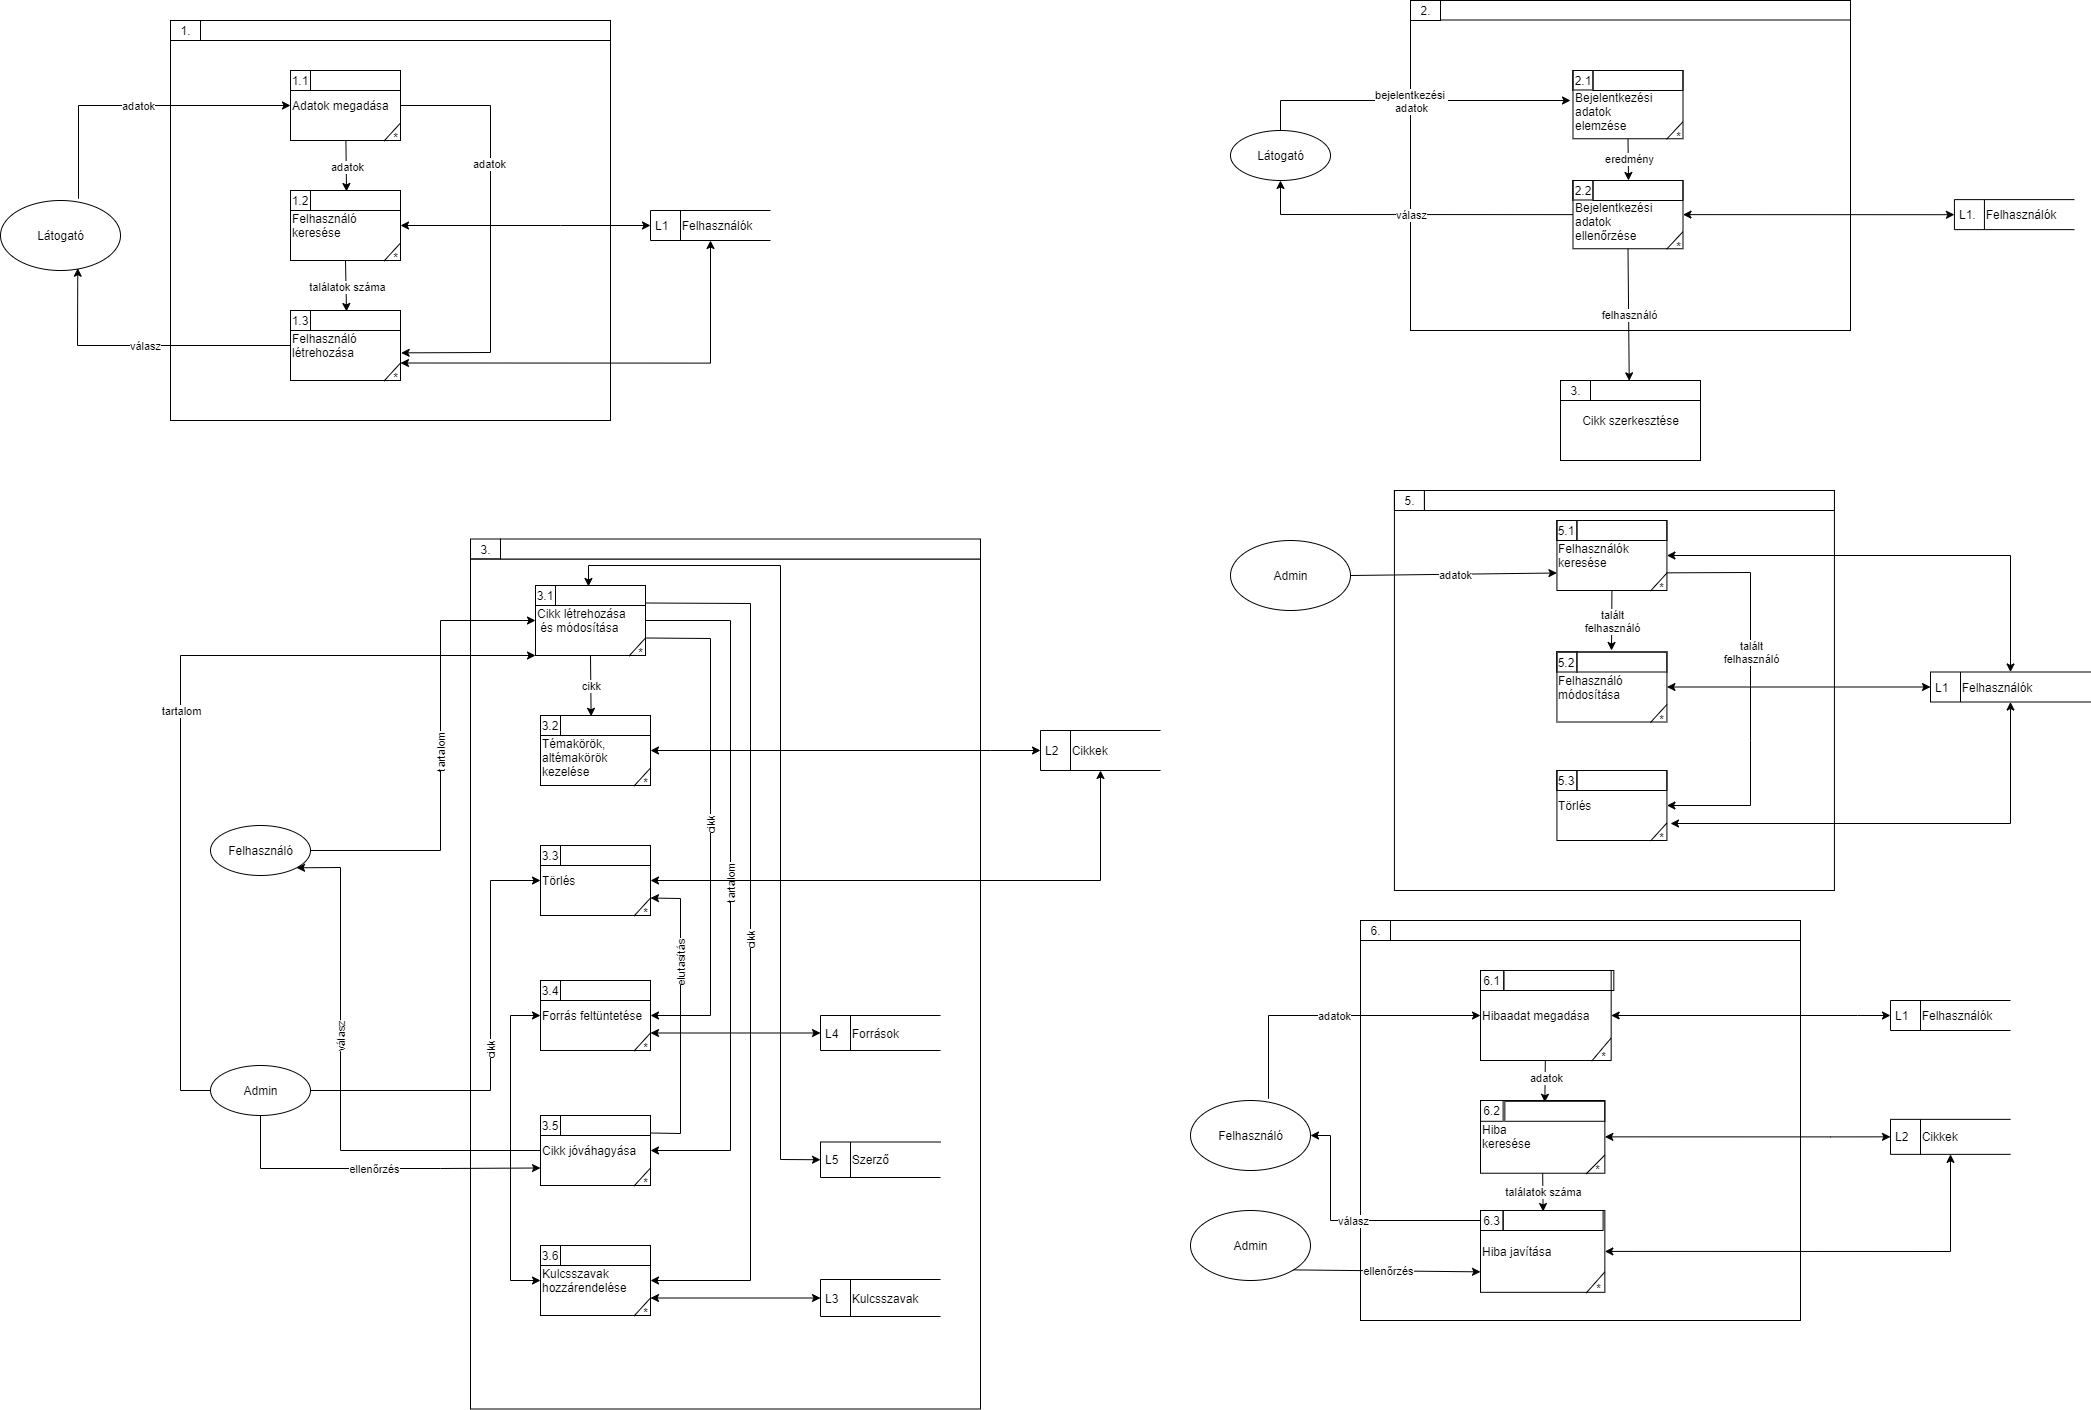 1.
1.1
Adatok megadása
*
adatok
adatok
adatok
1.2
Felhasználó
keresése
*
L1 Felhasználók
Látogató
találatok száma
1.3
Felhasználó
létrehozása
*
válasz
2.
2.1
Bejelentkezési
adatok
elemzése
*
bejelentkezési
adatok
Látogató
eredmény
2.2
Bejelentkezési
adatok
ellenőrzése
*
válasz
L1. Felhasználók
felhasználó
3.
Cikk szerkesztése
3.
3.1
Cikk létrehozása
és módosítása
*
cikk
tartalom
tartalom
3.2
Témakörök,
altémakörök
kezelése
*
L2 Cikkek
cikk
tartalom
cikk
Felhasználó
3.3
Törlés
*
elutasítás
3.4
Forrás feltüntetése
*
L4 Források
válasz
cikk
Admin
3.5
Cikk jóváhagyása
*
ellenőrzés
L5 Szerző
3.6
Kulcsszavak
hozzárendelése
*
L3 Kulcsszavak
5.
5.1
Felhasználók
keresése
*
Admin
adatok
talált
felhasználó
talált
felhasználó
5.2
Felhasználó
módosítása
*
L1 Felhasználók
5.3
Törlés
*
6.
6.1
Hibaadat megadása
*
adatok
L1 Felhasználók
adatok
6.2
Hiba
keresése
*
Felhasználó
L2 Cikkek
találatok száma
6.3
Hiba javítása
*
válasz
Admin
ellenőrzés